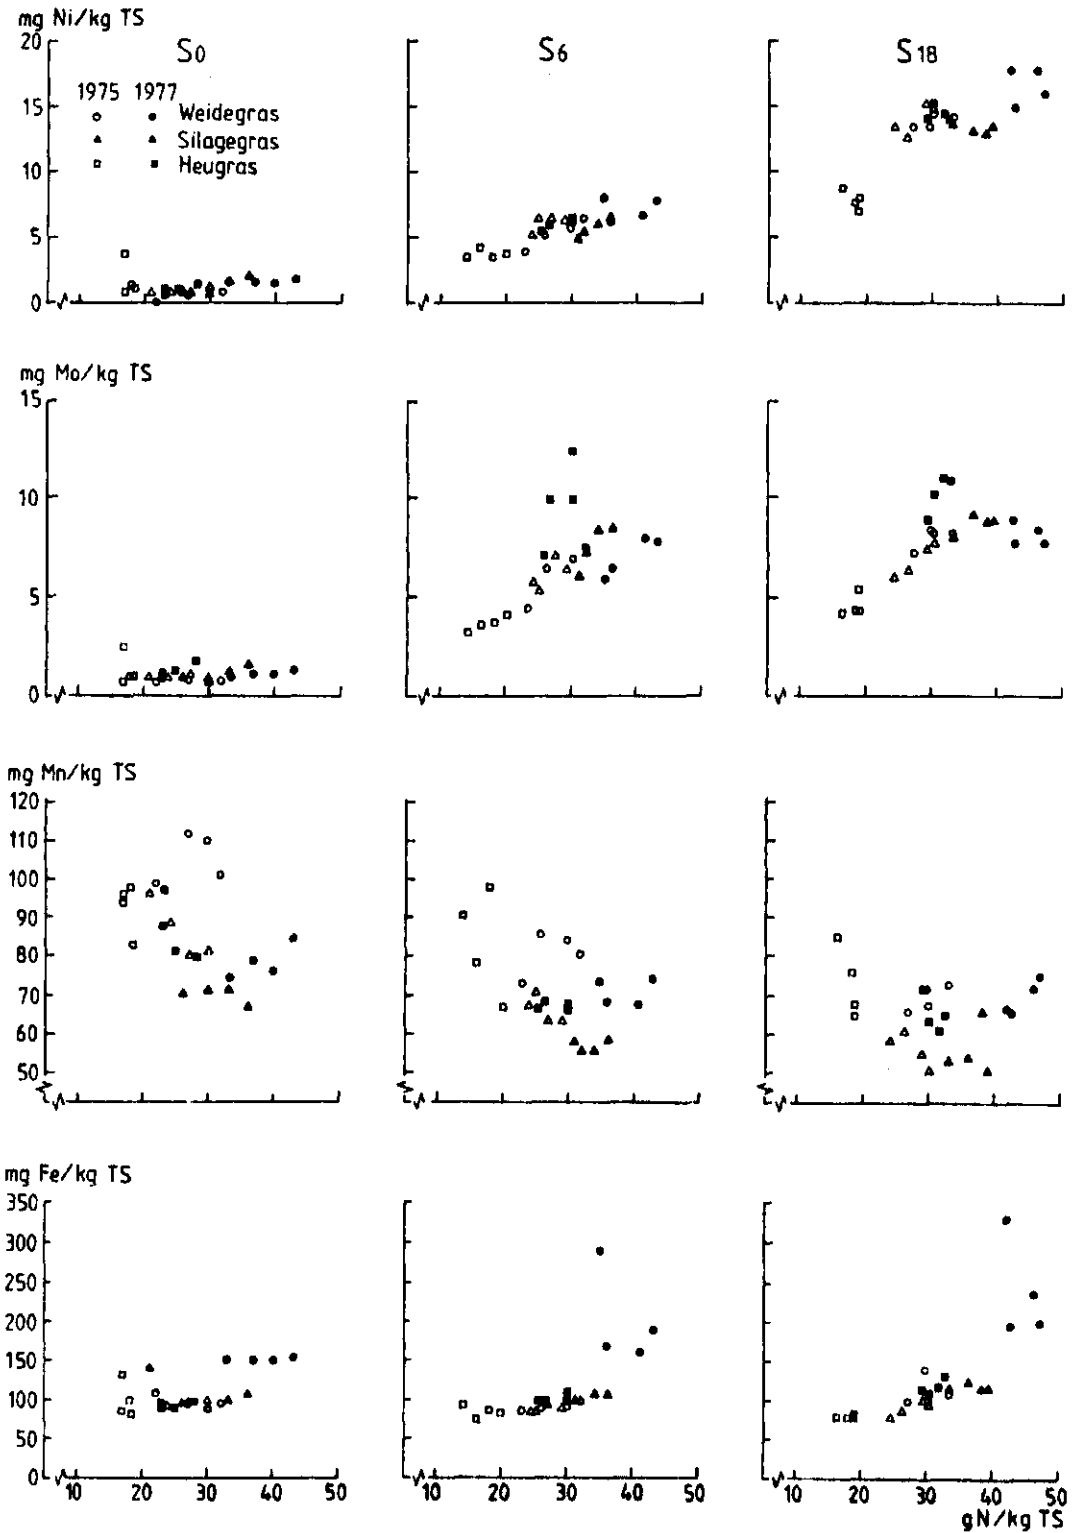 mg Ni/kg TS
S0
S6
S18
20
15
10
5
0
1975 1977
Weidegras
Silagegras
Heugras
mg Mo/kg TS
15
10
5
0
mg Mn/kg TS
120
110
100
90
80
70
60
50
mg Fe/kg TS
350
300
250
200
150
100
50
0
10 20 30 40 50
10 20 30 40 50
10 20 30 40 50
gN/kg TS